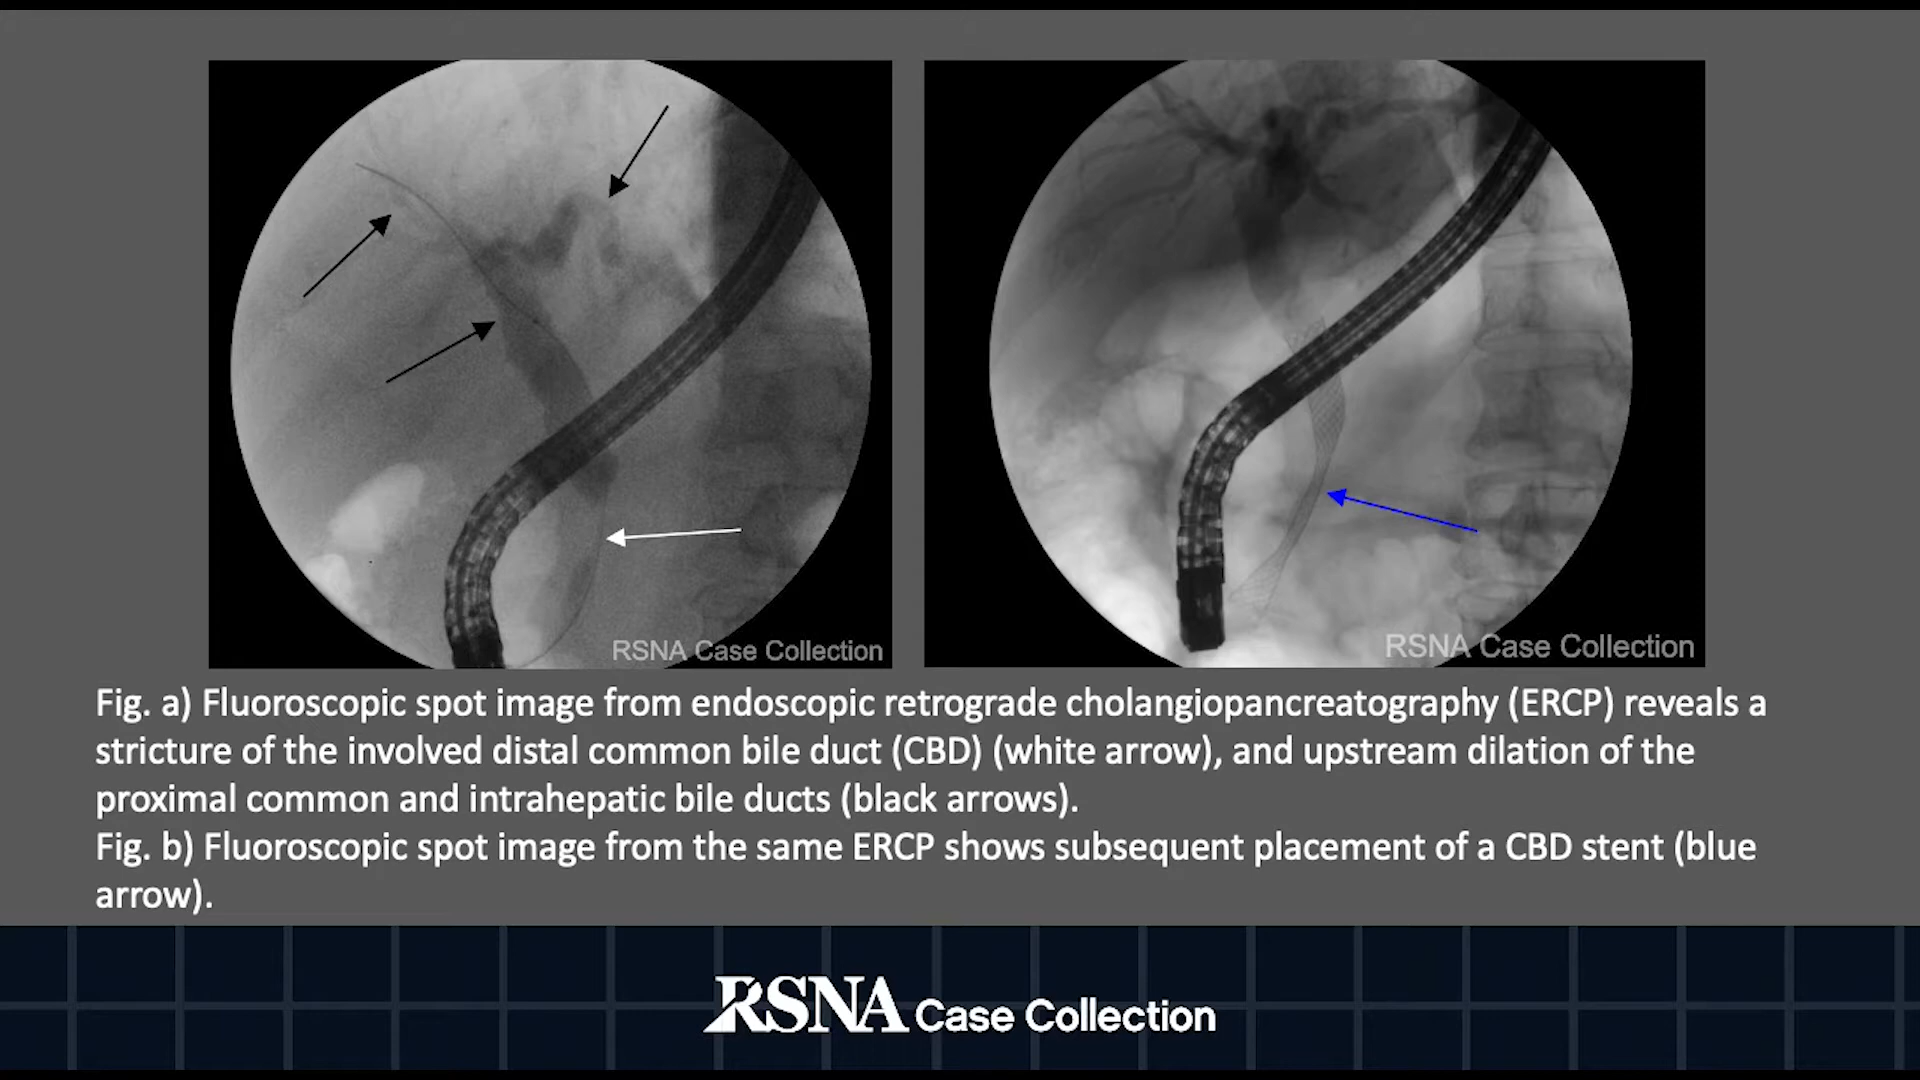 RSNA Case Collection
RSNA Case Collection
Fig. a) Fluoroscopic spot image from endoscopic retrograde cholangiopancreatography (ERCP) reveals a
stricture of the involved distal common bile duct (CBD) (white arrow), and upstream dilation of the
proximal common and intrahepatic bile ducts (black arrows).
Fig. b) Fluoroscopic spot image from the same ERCP shows subsequent placement of a CBD stent (blue
arrow).
RSNA Case Collection